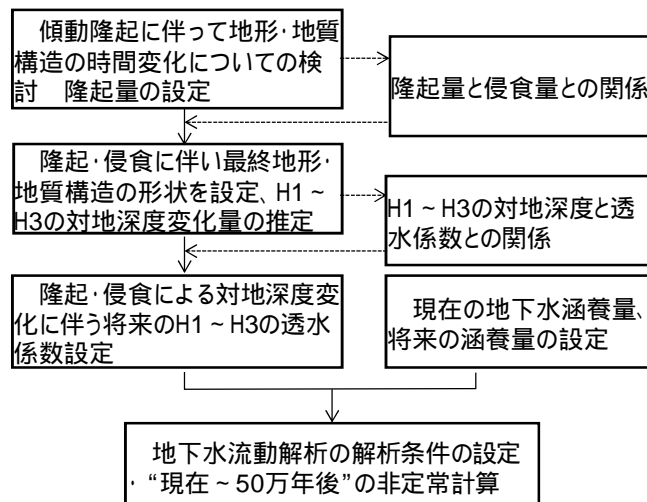 傾動隆起に伴って地形·地質
構造の時間変化についての検
討　隆起量の設定
隆起量と侵食量との関係
隆起·侵食に伴い最終地形·
地質構造の形状を設定、H1～
H3の対地深度変化量の推定
H1～H3の対地深度と透
水係数との関係
隆起·侵食による対地深度変
化に伴う将来のH1～H3の透水
係数設定
現在の地下水涵養量、
将来の涵養量の設定
地下水流動解析の解析条件の設定
·“現在～50万年後”の非定常計算